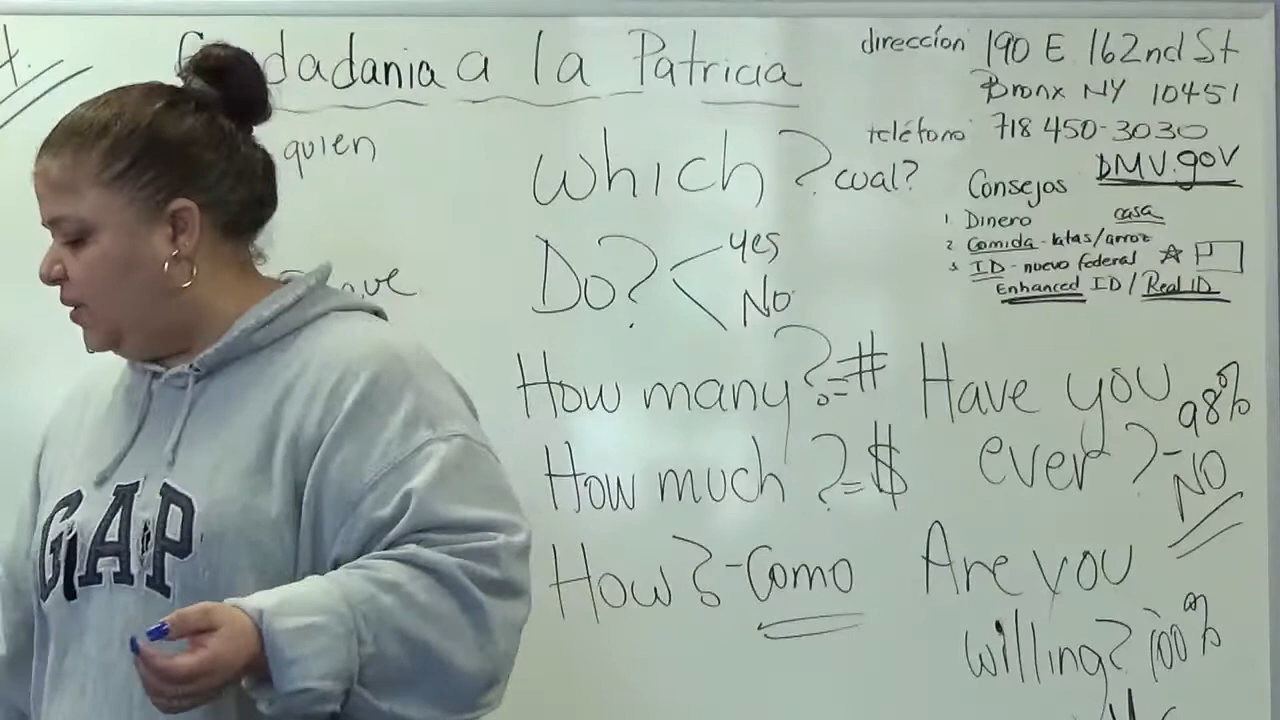 Ciudadania a la Patricia
quien
Which? cual?
Do? yes
No
How many? = #
How much? = $
How? - Como
dirección 190 E 162nd St
Bronx NY 10451
teléfono 718 450-3030
DMV.gov
Consejos
1 Dinero casa
2 Comida - latas/arroz
3 ID - nuevo federal
Enhanced ID / Real ID
Have you
ever? - 98%
NO
Are you
willing? 100%
GAP